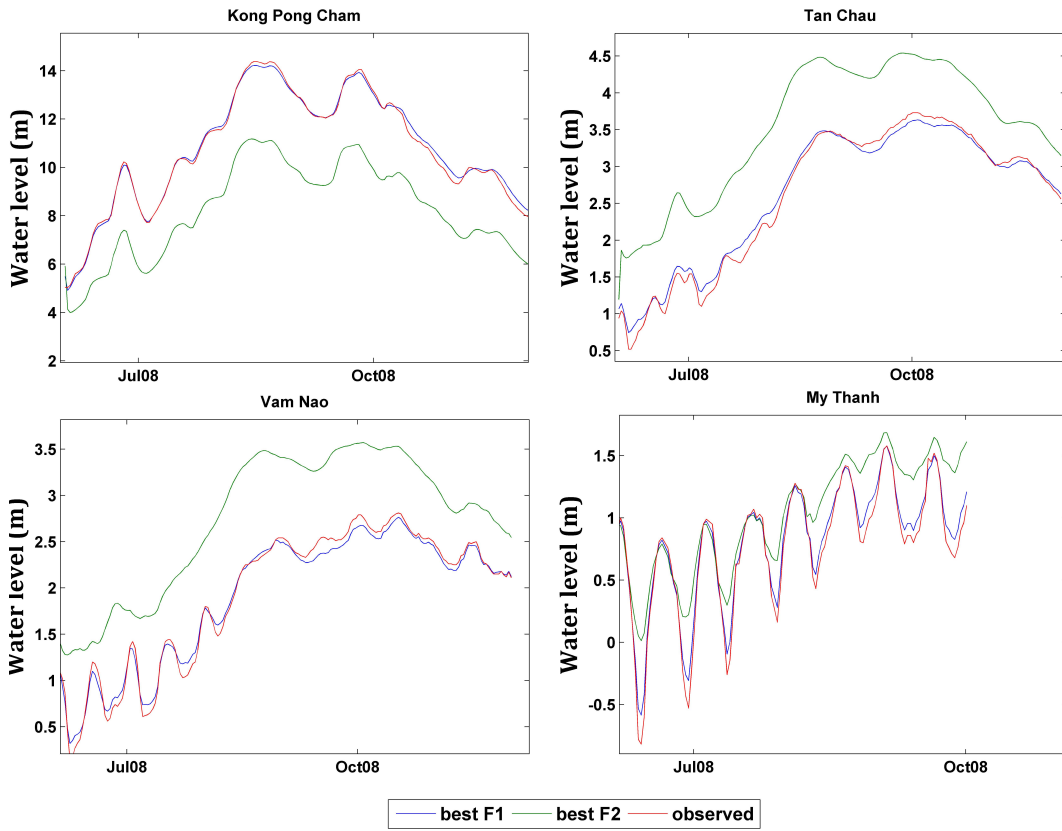 Kong Pong Cham
Water level (m)
14
12
10
8
6
4
2
Jul08
Oct08
Tan Chau
Water level (m)
4.5
4
3.5
3
2.5
2
1.5
1
0.5
Jul08
Oct08
Vam Nao
Water level (m)
3.5
3
2.5
2
1.5
1
0.5
Jul08
Oct08
My Thanh
Water level (m)
1.5
1
0.5
0
-0.5
Jul08
Oct08
best F1 best F2 observed